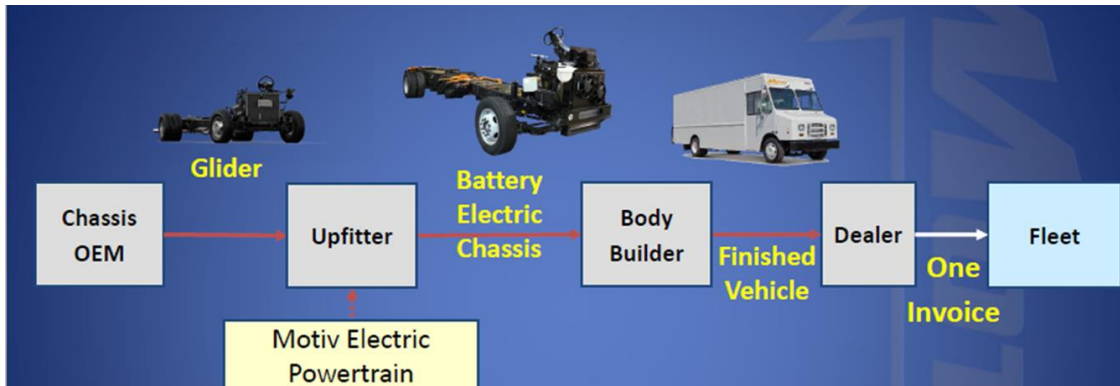 Glider
Battery
Electric
Chassis
Chassis
OEM
Upfitter
Body
Builder
Finished
Vehicle
Dealer
One
Invoice
Fleet
Motiv Electric
Powertrain